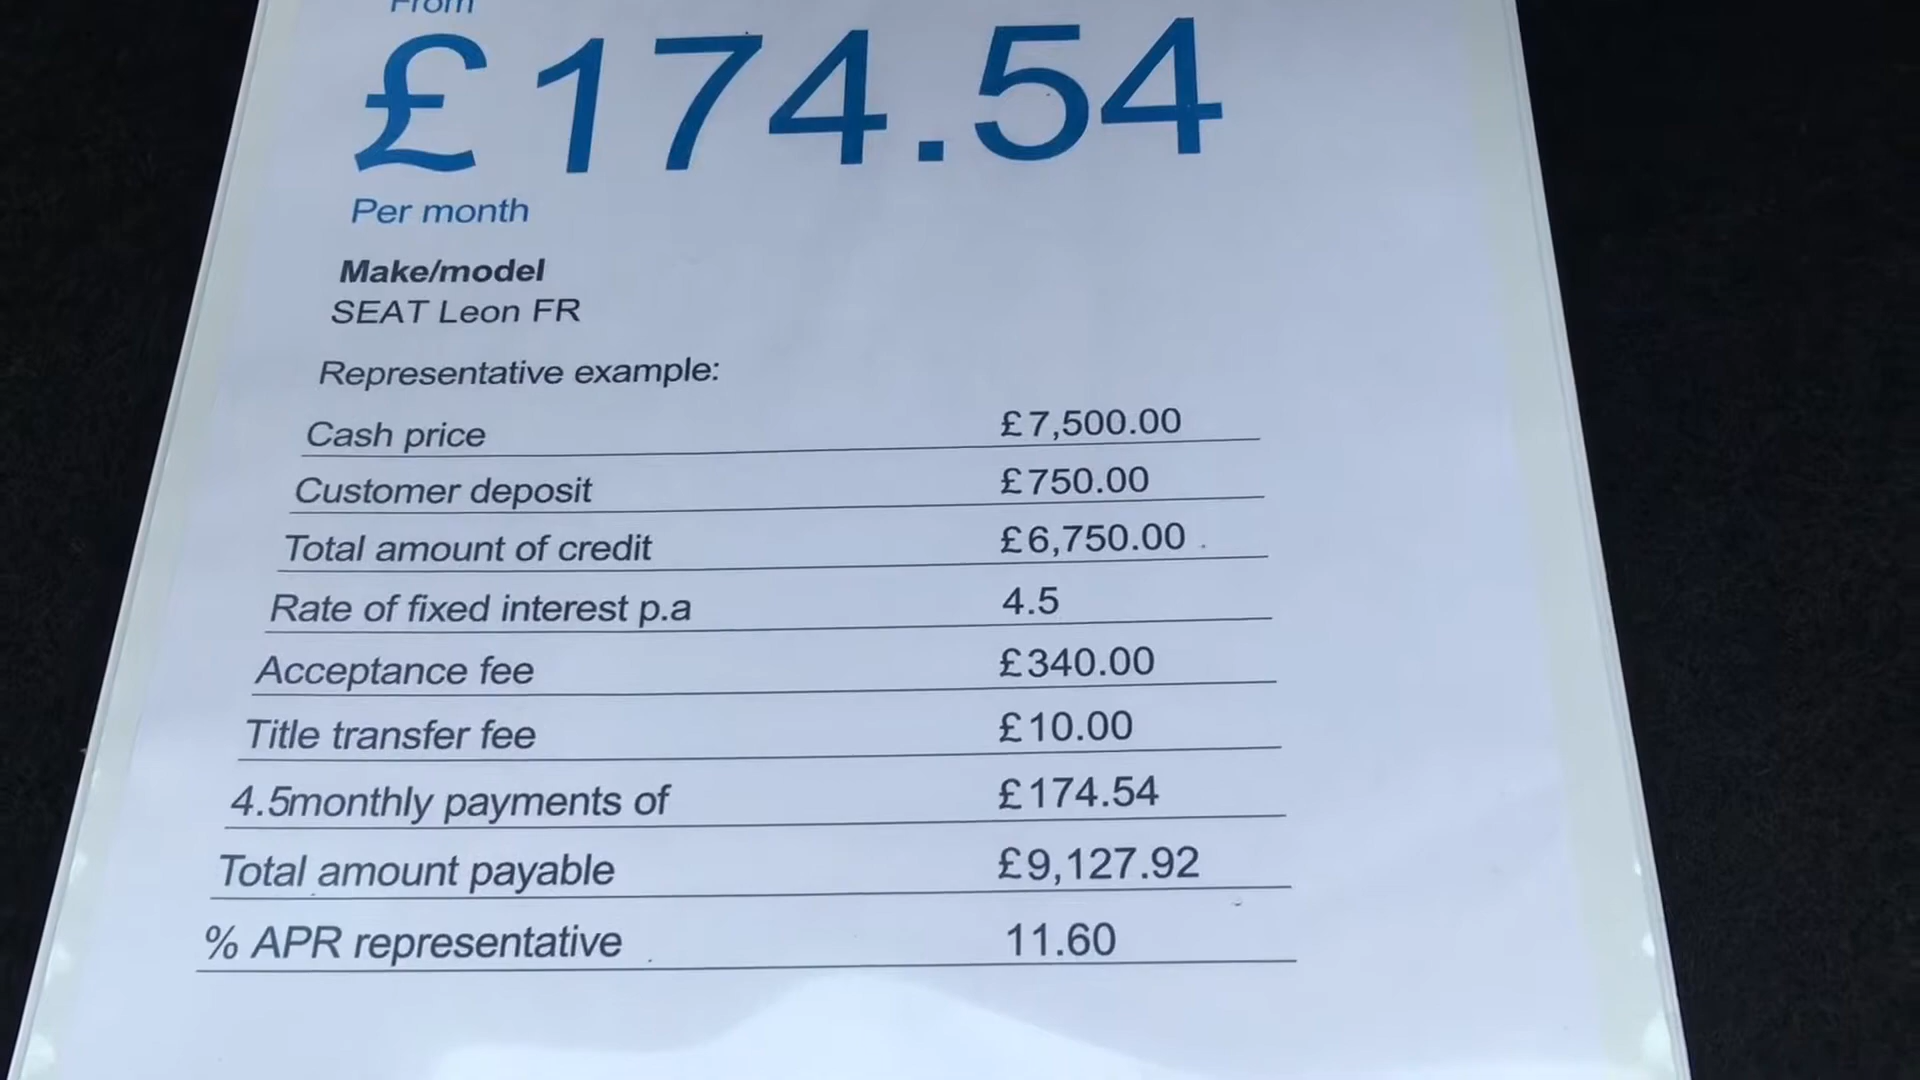 From
£174.54
Per month
Make/model
SEAT Leon FR
Representative example:
Cash price £7,500.00
Customer deposit £750.00
Total amount of credit £6,750.00
Rate of fixed interest p.a 4.5
Acceptance fee £340.00
Title transfer fee £10.00
4.5monthly payments of £174.54
Total amount payable £9,127.92
% APR representative 11.60